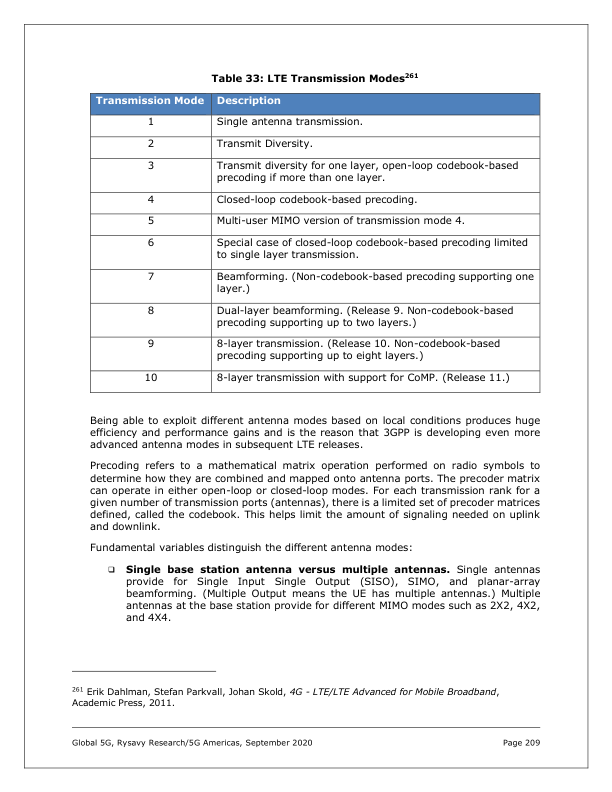 Table 33: LTE Transmission Modes261
Transmission Mode Description
1 Single antenna transmission.
2 Transmit Diversity.
3 Transmit diversity for one layer, open-loop codebook-based
precoding if more than one layer.
4 Closed-loop codebook-based precoding.
5 Multi-user MIMO version of transmission mode 4.
6 Special case of closed-loop codebook-based precoding limited
to single layer transmission.
7 Beamforming. (Non-codebook-based precoding supporting one
layer.)
8 Dual-layer beamforming. (Release 9. Non-codebook-based
precoding supporting up to two layers.)
9 8-layer transmission. (Release 10. Non-codebook-based
precoding supporting up to eight layers.)
10 8-layer transmission with support for CoMP. (Release 11.)
Being able to exploit different antenna modes based on local conditions produces huge
efficiency and performance gains and is the reason that 3GPP is developing even more
advanced antenna modes in subsequent LTE releases.
Precoding refers to a mathematical matrix operation performed on radio symbols to
determine how they are combined and mapped onto antenna ports. The precoder matrix
can operate in either open-loop or closed-loop modes. For each transmission rank for a
given number of transmission ports (antennas), there is a limited set of precoder matrices
defined, called the codebook. This helps limit the amount of signaling needed on uplink
and downlink.
Fundamental variables distinguish the different antenna modes:
❑ Single base station antenna versus multiple antennas. Single antennas
provide for Single Input Single Output (SISO), SIMO, and planar-array
beamforming. (Multiple Output means the UE has multiple antennas.) Multiple
antennas at the base station provide for different MIMO modes such as 2X2, 4X2,
and 4X4.
261 Erik Dahlman, Stefan Parkvall, Johan Skold, 4G - LTE/LTE Advanced for Mobile Broadband,
Academic Press, 2011.
Global 5G, Rysavy Research/5G Americas, September 2020 Page 209